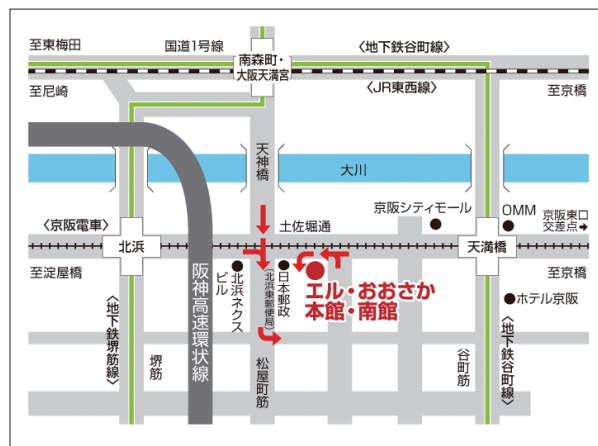 至東梅田
国道1号線
南森町・
大阪天満宮
〈地下鉄谷町線〉
〈JR東西線〉
至尼崎
至京橋
天神橋
大川
京阪シティモール
OMM
京阪東口
交差点➡
〈京阪電車〉
北浜
土佐堀通
天満橋
至淀屋橋
至京橋
阪神高速環状線
北浜ネクス
ビル
(北浜東郵便局)
日本郵政
エル・おおさか
本館・南館
ホテル京阪
〈地下鉄堺筋線〉
堺筋
松屋町筋
谷町筋
〈地下鉄谷町線〉